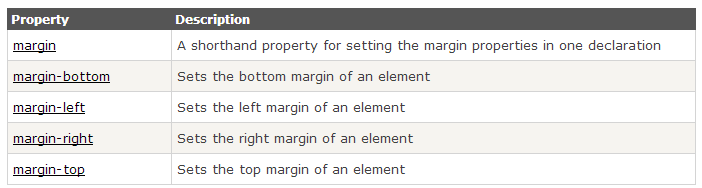 Property Description
margin A shorthand property for setting the margin properties in one declaration
margin-bottom Sets the bottom margin of an element
margin-left Sets the left margin of an element
margin-right Sets the right margin of an element
margin-top Sets the top margin of an element